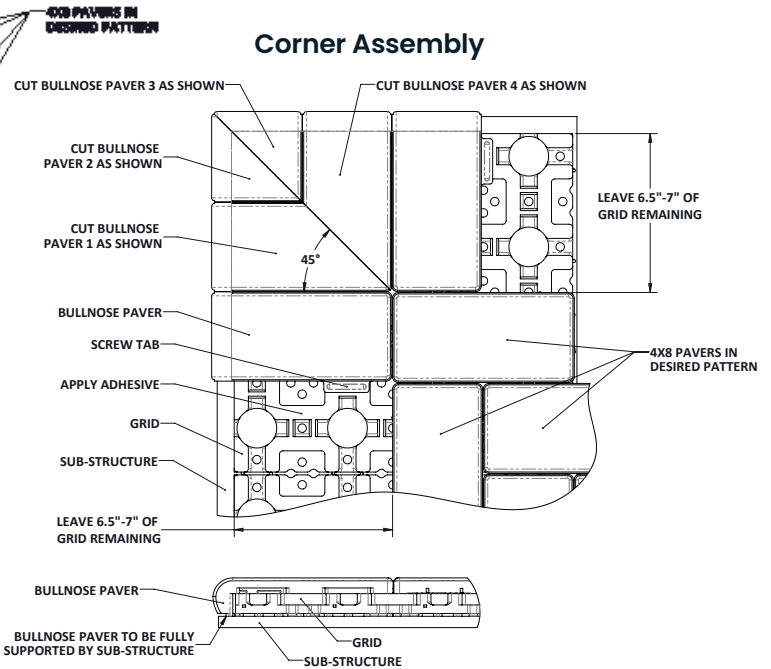 4X8 PAVERS IN
DESIRED PATTERN
Corner Assembly
CUT BULLNOSE PAVER 3 AS SHOWN
CUT BULLNOSE PAVER 4 AS SHOWN
CUT BULLNOSE
PAVER 2 AS SHOWN
LEAVE 6.5"-7" OF
GRID REMAINING
CUT BULLNOSE
PAVER 1 AS SHOWN
45°
BULLNOSE PAVER
SCREW TAB
4X8 PAVERS IN
DESIRED PATTERN
APPLY ADHESIVE
GRID
SUB-STRUCTURE
LEAVE 6.5"-7" OF
GRID REMAINING
BULLNOSE PAVER
BULLNOSE PAVER TO BE FULLY
SUPPORTED BY SUB-STRUCTURE
GRID
SUB-STRUCTURE